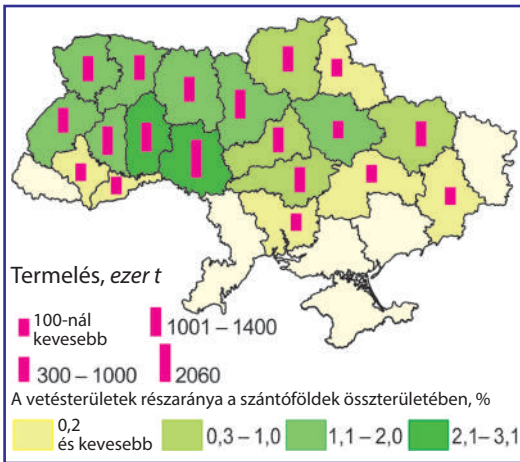 Termelés, ezer t
100-nál
kevesebb
1001 – 1400
300 – 1000
2060
A vetésterületek részaránya a szántóföldek összterületében, %
0,2
és kevesebb
0,3 – 1,0
1,1 – 2,0
2,1– 3,1